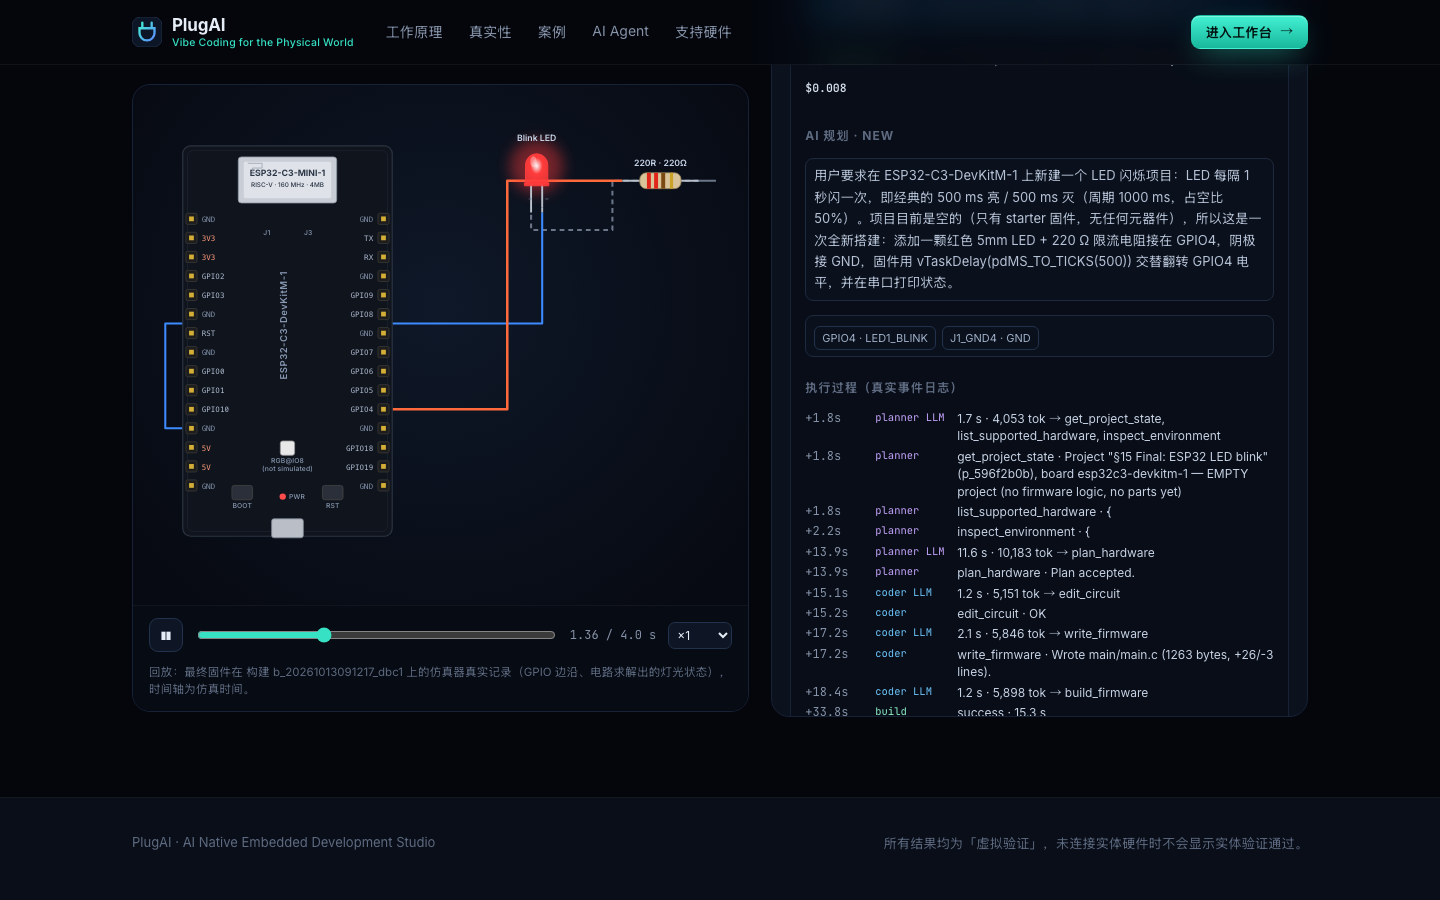 PlugAI
Vibe Coding for the Physical World
工作原理
真实性
案例
AI Agent
支持硬件
进入工作台 →
Blink LED
220R · 220Ω
ESP32-C3-MINI-1
RISC-V · 160 MHz · 4MB
J1
J3
GND
3V3
3V3
GPIO2
GPIO3
GND
RST
GND
GPIO0
GPIO1
GPIO10
GND
5V
5V
GND
ESP32-C3-DevKitM-1
GND
TX
RX
GND
GPIO9
GPIO8
GND
GPIO7
GPIO6
GPIO5
GPIO4
GND
GPIO18
GPIO19
GND
RGB@IO8
(not simulated)
BOOT
PWR
RST
1.36 / 4.0 s
×1
回放：最终固件在 构建 b_20261013091217_dbc1 上的仿真器真实记录（GPIO 边沿、电路求解出的灯光状态），
时间轴为仿真时间。
$0.008
AI 规划 · NEW
用户要求在 ESP32-C3-DevKitM-1 上新建一个 LED 闪烁项目：LED 每隔 1
秒闪一次，即经典的 500 ms 亮 / 500 ms 灭（周期 1000 ms，占空比
50%）。项目目前是空的（只有 starter 固件，无任何元器件），所以这是一
次全新搭建：添加一颗红色 5mm LED + 220 Ω 限流电阻接在 GPIO4，阴极
接 GND，固件用 vTaskDelay(pdMS_TO_TICKS(500)) 交替翻转 GPIO4 电
平，并在串口打印状态。
GPIO4 · LED1_BLINK
J1_GND4 · GND
执行过程（真实事件日志）
+1.8s planner LLM 1.7 s · 4,053 tok → get_project_state,
list_supported_hardware, inspect_environment
+1.8s planner get_project_state · Project "§15 Final: ESP32 LED blink"
(p_596f2b0b), board esp32c3-devkitm-1 — EMPTY
project (no firmware logic, no parts yet)
+1.8s planner list_supported_hardware · {
+2.2s planner inspect_environment · {
+13.9s planner LLM 11.6 s · 10,183 tok → plan_hardware
+13.9s planner plan_hardware · Plan accepted.
+15.1s coder LLM 1.2 s · 5,151 tok → edit_circuit
+15.2s coder edit_circuit · OK
+17.2s coder LLM 2.1 s · 5,846 tok → write_firmware
+17.2s coder write_firmware · Wrote main/main.c (1263 bytes, +26/-3
lines).
+18.4s coder LLM 1.2 s · 5,898 tok → build_firmware
+33.8s build success · 15.3 s
PlugAI · AI Native Embedded Development Studio
所有结果均为「虚拟验证」，未连接实体硬件时不会显示实体验证通过。